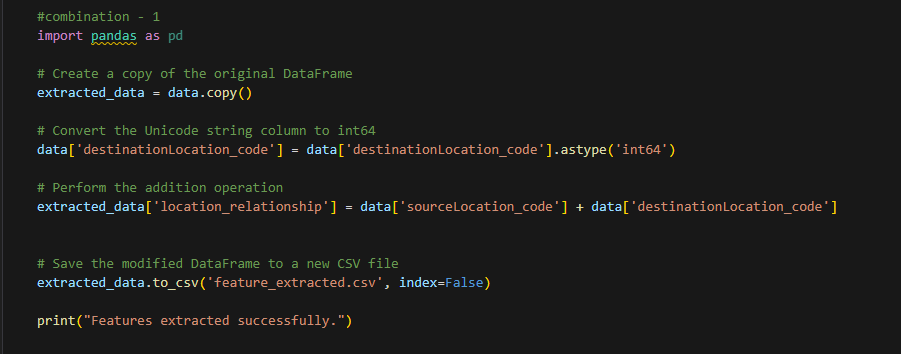 #combination - 1
import pandas as pd
# Create a copy of the original DataFrame
extracted_data = data.copy()
# Convert the Unicode string column to int64
data['destinationLocation_code'] = data['destinationLocation_code'].astype('int64')
# Perform the addition operation
extracted_data['location_relationship'] = data['sourceLocation_code'] + data['destinationLocation_code']
# Save the modified DataFrame to a new CSV file
extracted_data.to_csv('feature_extracted.csv', index=False)
print("Features extracted successfully.")